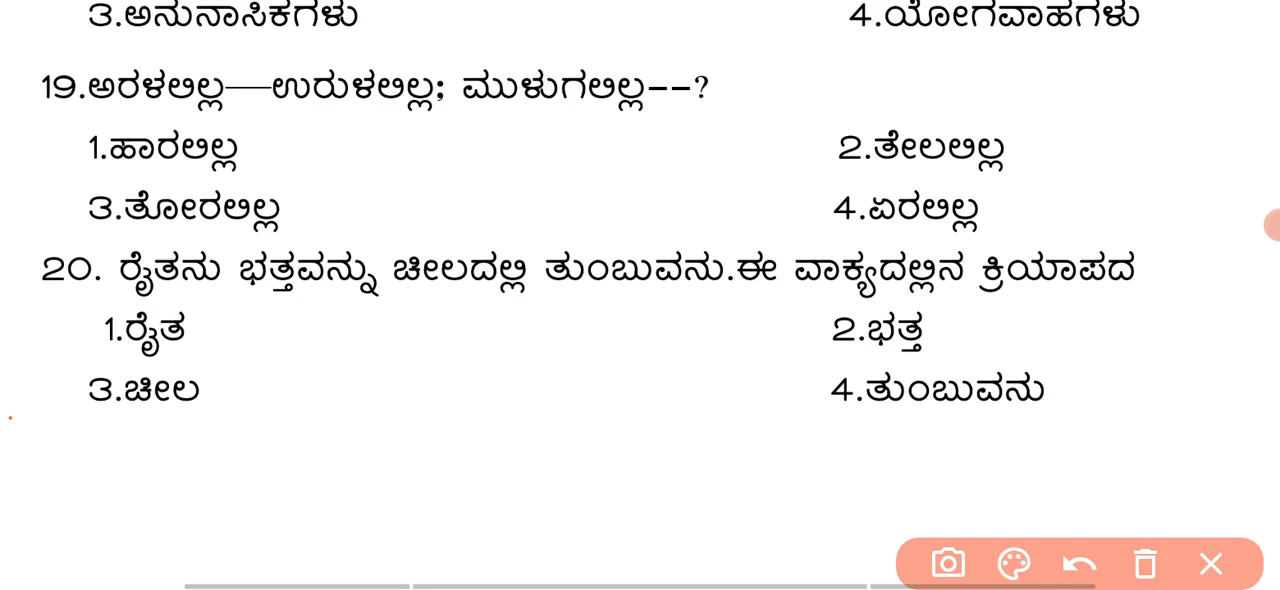 ೩.ಅನುನಾಸಿಕಗಳು 4.ಯೋಗವಾಹಗಳು
19.ಅರಳಲಿಲ್ಲ—ಉರುಳಲಿಲ್ಲ; ಮುಳುಗಲಿಲ್ಲ--?
1.ಹಾರಲಿಲ್ಲ 2.ತೇಲಲಿಲ್ಲ
3.ತೋರಲಿಲ್ಲ 4.ಏರಲಿಲ್ಲ
20. ರೈತನು ಭತ್ತವನ್ನು ಚೀಲದಲ್ಲಿ ತುಂಬುವನು.ಈ ವಾಕ್ಯದಲ್ಲಿನ ಕ್ರಿಯಾಪದ
1.ರೈತ 2.ಭತ್ತ
3.ಚೀಲ 4.ತುಂಬುವನು